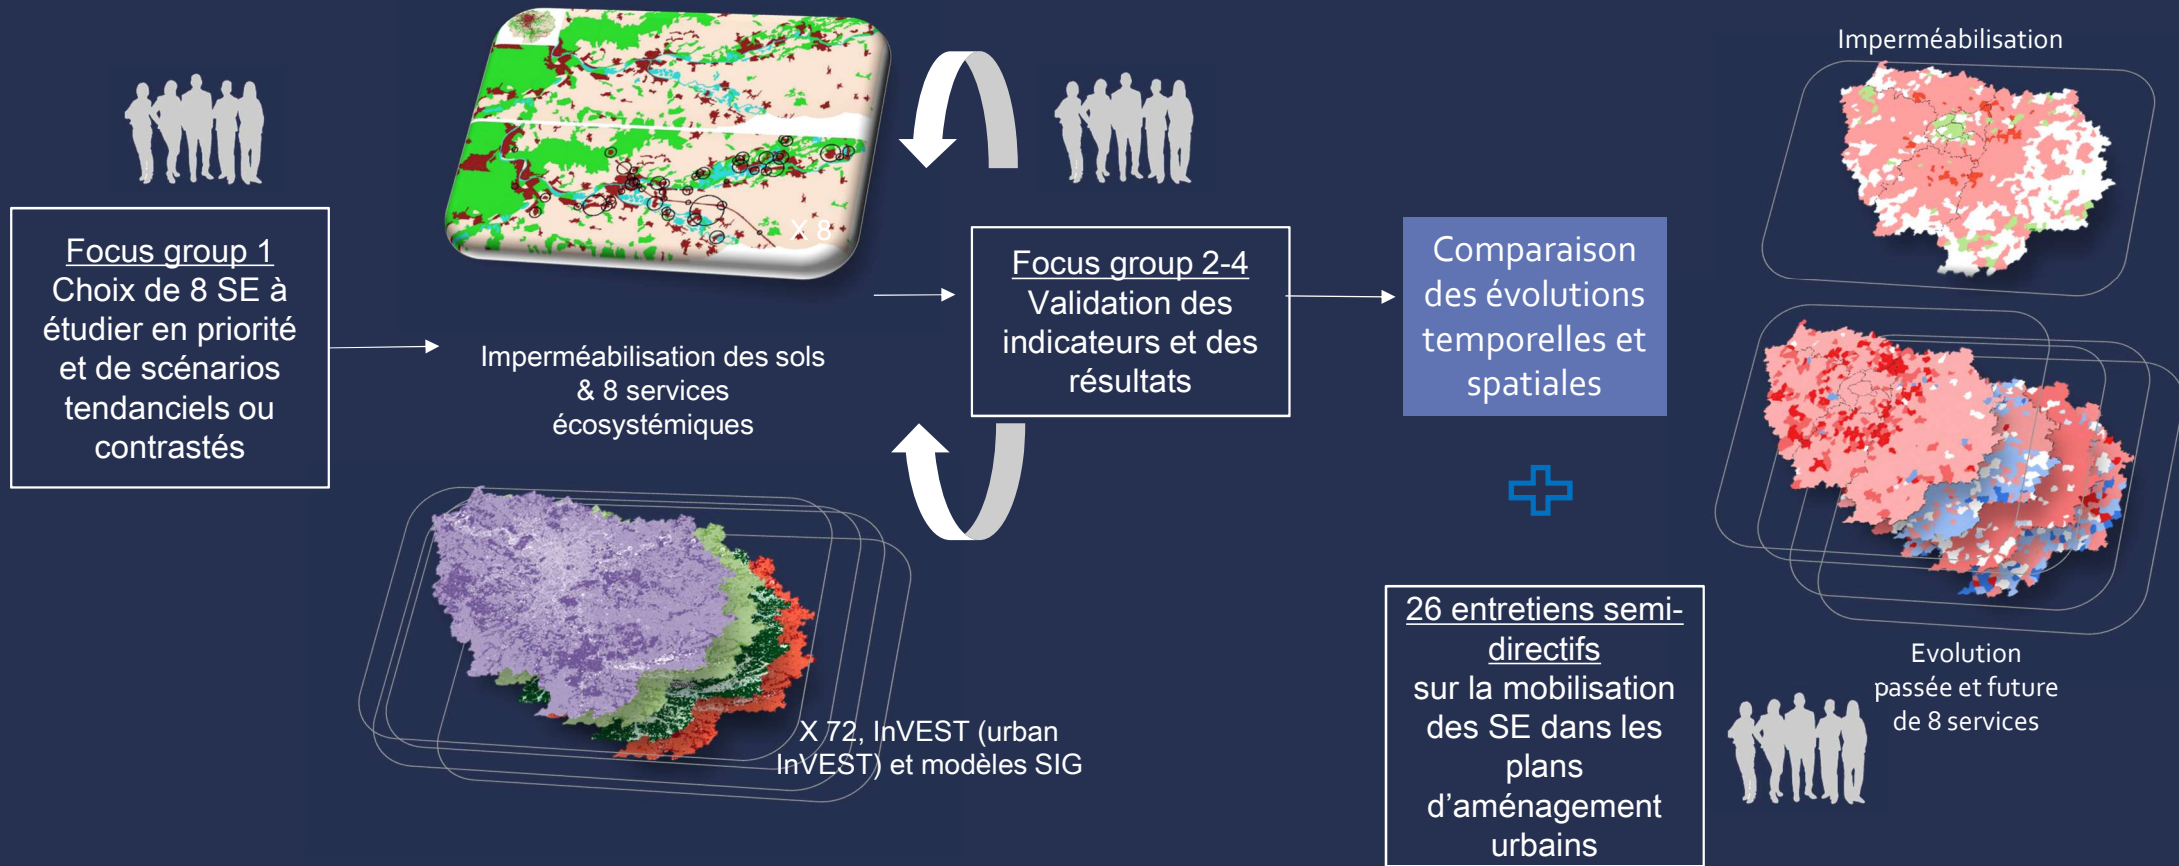 Focus group 1
Choix de 8 SE à
étudier en priorité
et de scénarios
tendanciels ou
contrastés
X 8
Imperméabilisation des sols
& 8 services
écosystémiques
X 72, InVEST (urban
InVEST) et modèles SIG
Focus group 2-4
Validation des
indicateurs et des
résultats
Comparaison
des évolutions
temporelles et
spatiales
26 entretiens semi-
directifs
sur la mobilisation
des SE dans les
plans
d’aménagement
urbains
Imperméabilisation
Evolution
passée et future
de 8 services